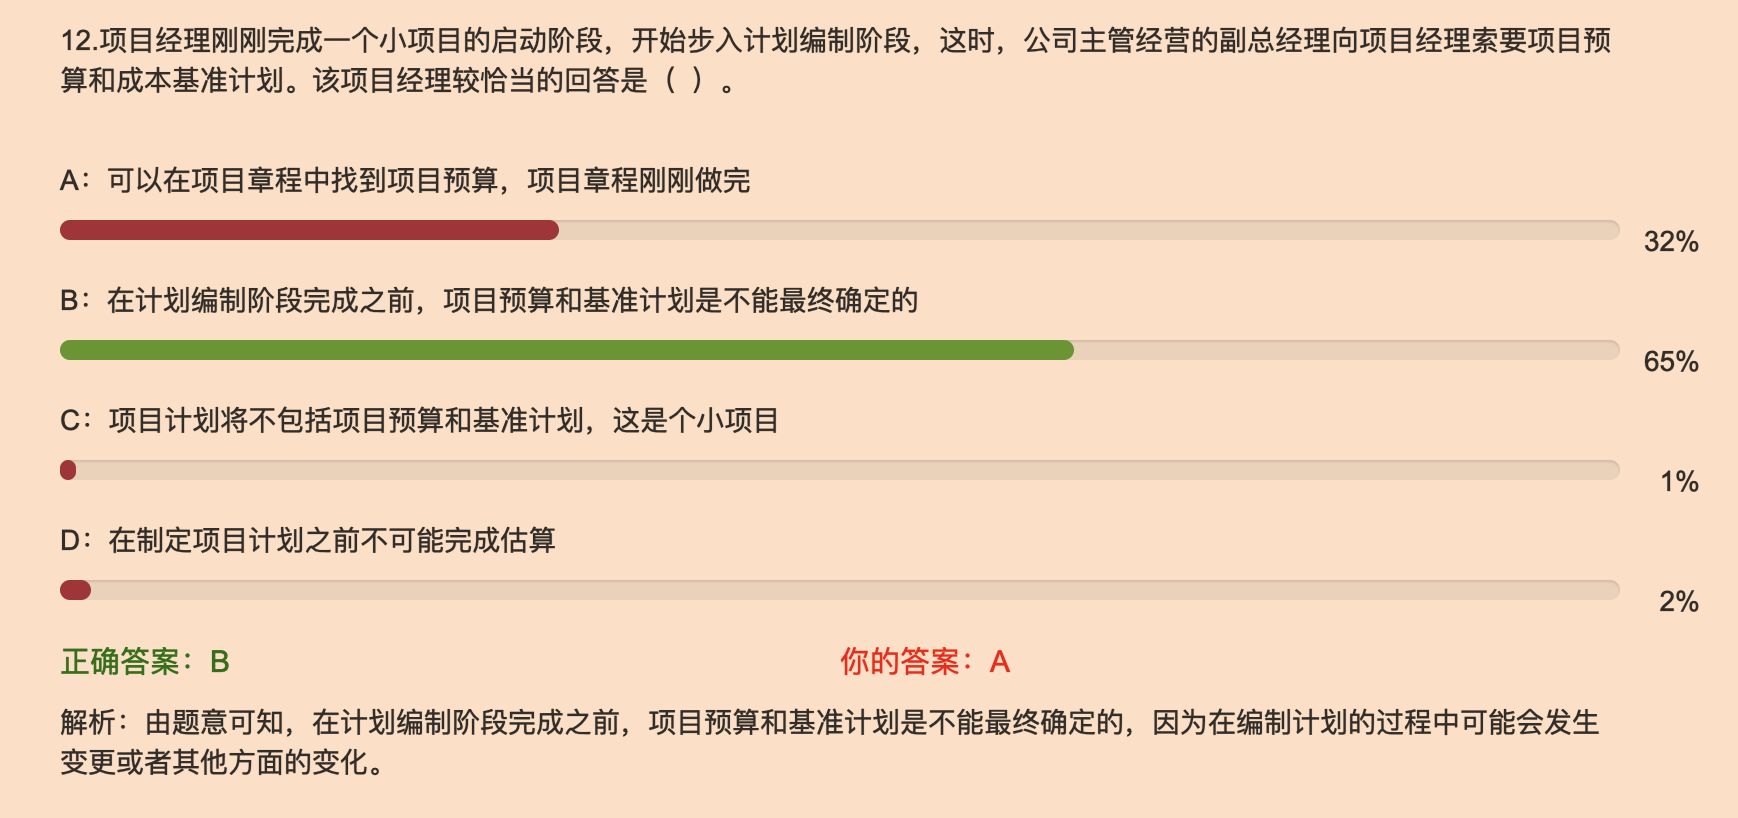 12.项目经理刚刚完成一个小项目的启动阶段，开始步入计划编制阶段，这时，公司主管经营的副总经理向项目经理索要项目预
算和成本基准计划。该项目经理较恰当的回答是（ ）。
A：可以在项目章程中找到项目预算，项目章程刚刚做完
32%
B：在计划编制阶段完成之前，项目预算和基准计划是不能最终确定的
65%
C：项目计划将不包括项目预算和基准计划，这是个小项目
1%
D：在制定项目计划之前不可能完成估算
2%
正确答案：B 你的答案：A
解析：由题意可知，在计划编制阶段完成之前，项目预算和基准计划是不能最终确定的，因为在编制计划的过程中可能会发生
变更或者其他方面的变化。